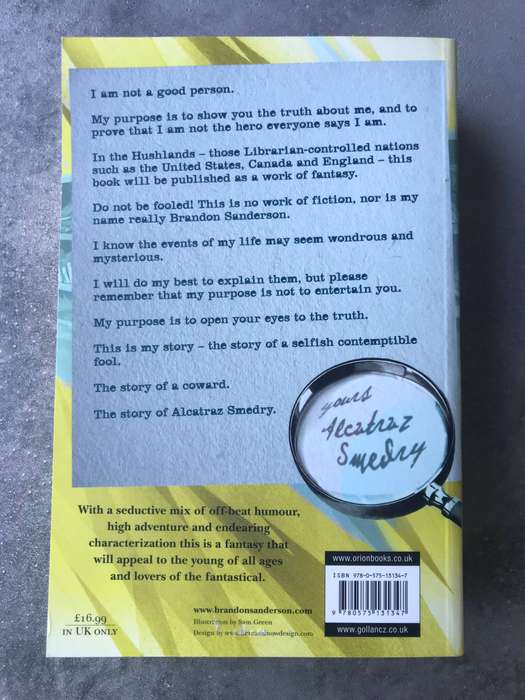 I am not a good person.
My purpose is to show you the truth about me, and to
prove that I am not the hero everyone says I am.
In the Hushlands – those Librarian-controlled nations
such as the United States, Canada and England – this
book will be published as a work of fantasy.
Do not be fooled! This is no work of fiction, nor is my
name really Brandon Sanderson.
I know the events of my life may seem wondrous and
mysterious.
I will do my best to explain them, but please
remember that my purpose is not to entertain you.
My purpose is to open your eyes to the truth.
This is my story – the story of a selfish contemptible
fool.
The story of a coward.
The story of Alcatraz Smedry.
yours
Alcatraz
Smedry
With a seductive mix of off-beat humour,
high adventure and endearing
characterization this is a fantasy that
will appeal to the young of all ages
and lovers of the fantastical.
£16.99
IN UK ONLY
www.brandonsanderson.com
Illustration by Sam Green
Design by
www.orionbooks.co.uk
ISBN 978-0-575-13134-7
9 780575 131347
www.gollancz.co.uk